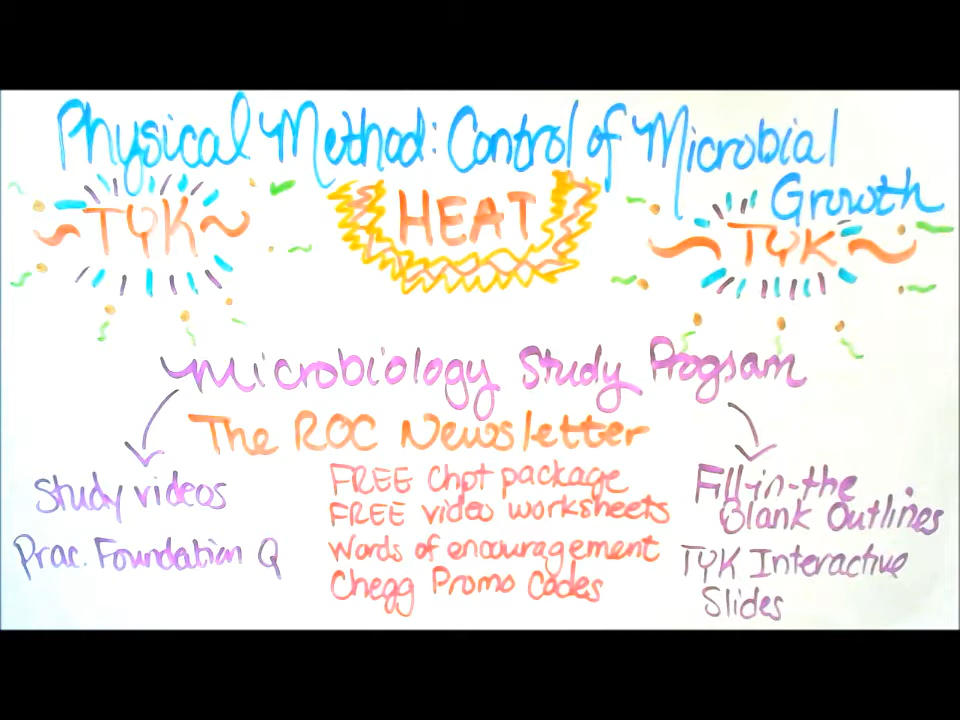 Physical Method: Control of Microbial
Growth
TYK
HEAT
TYK
Microbiology Study Program
The ROC Newsletter
Study videos
Prac. Foundation Q
FREE Chpt package
FREE video worksheets
Words of encouragement
Chegg Promo Codes
Fill-in-the
Blank Outlines
TYK Interactive
Slides